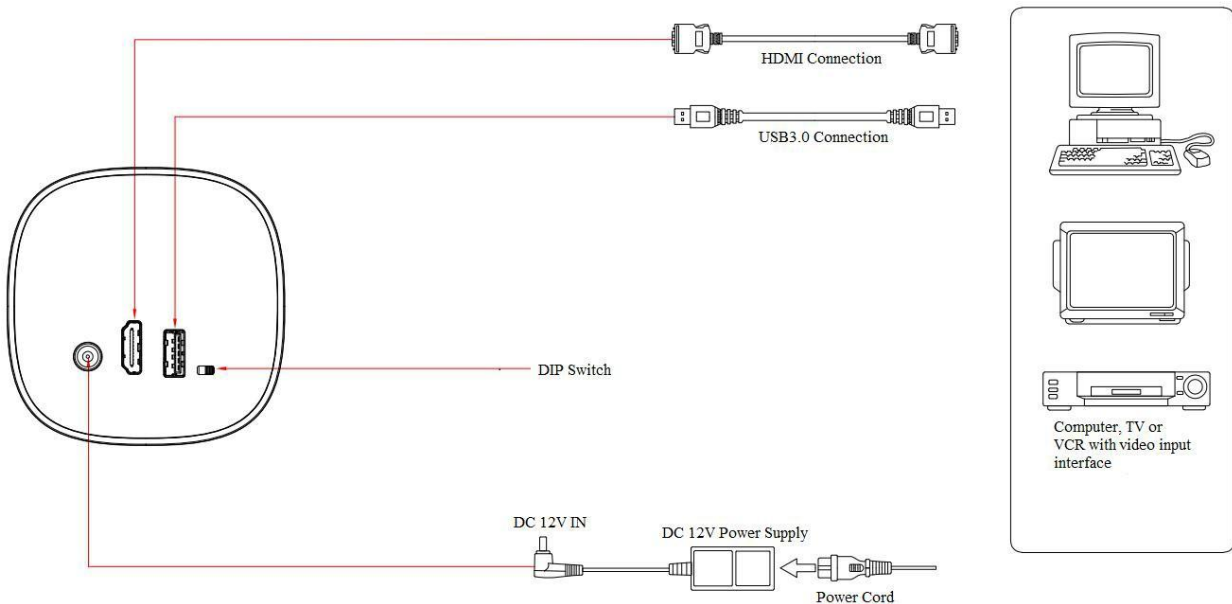 HDMI Connection
USB3.0 Connection
DIP Switch
Computer, TV or
VCR with video input
interface
DC 12V IN
DC 12V Power Supply
Power Cord